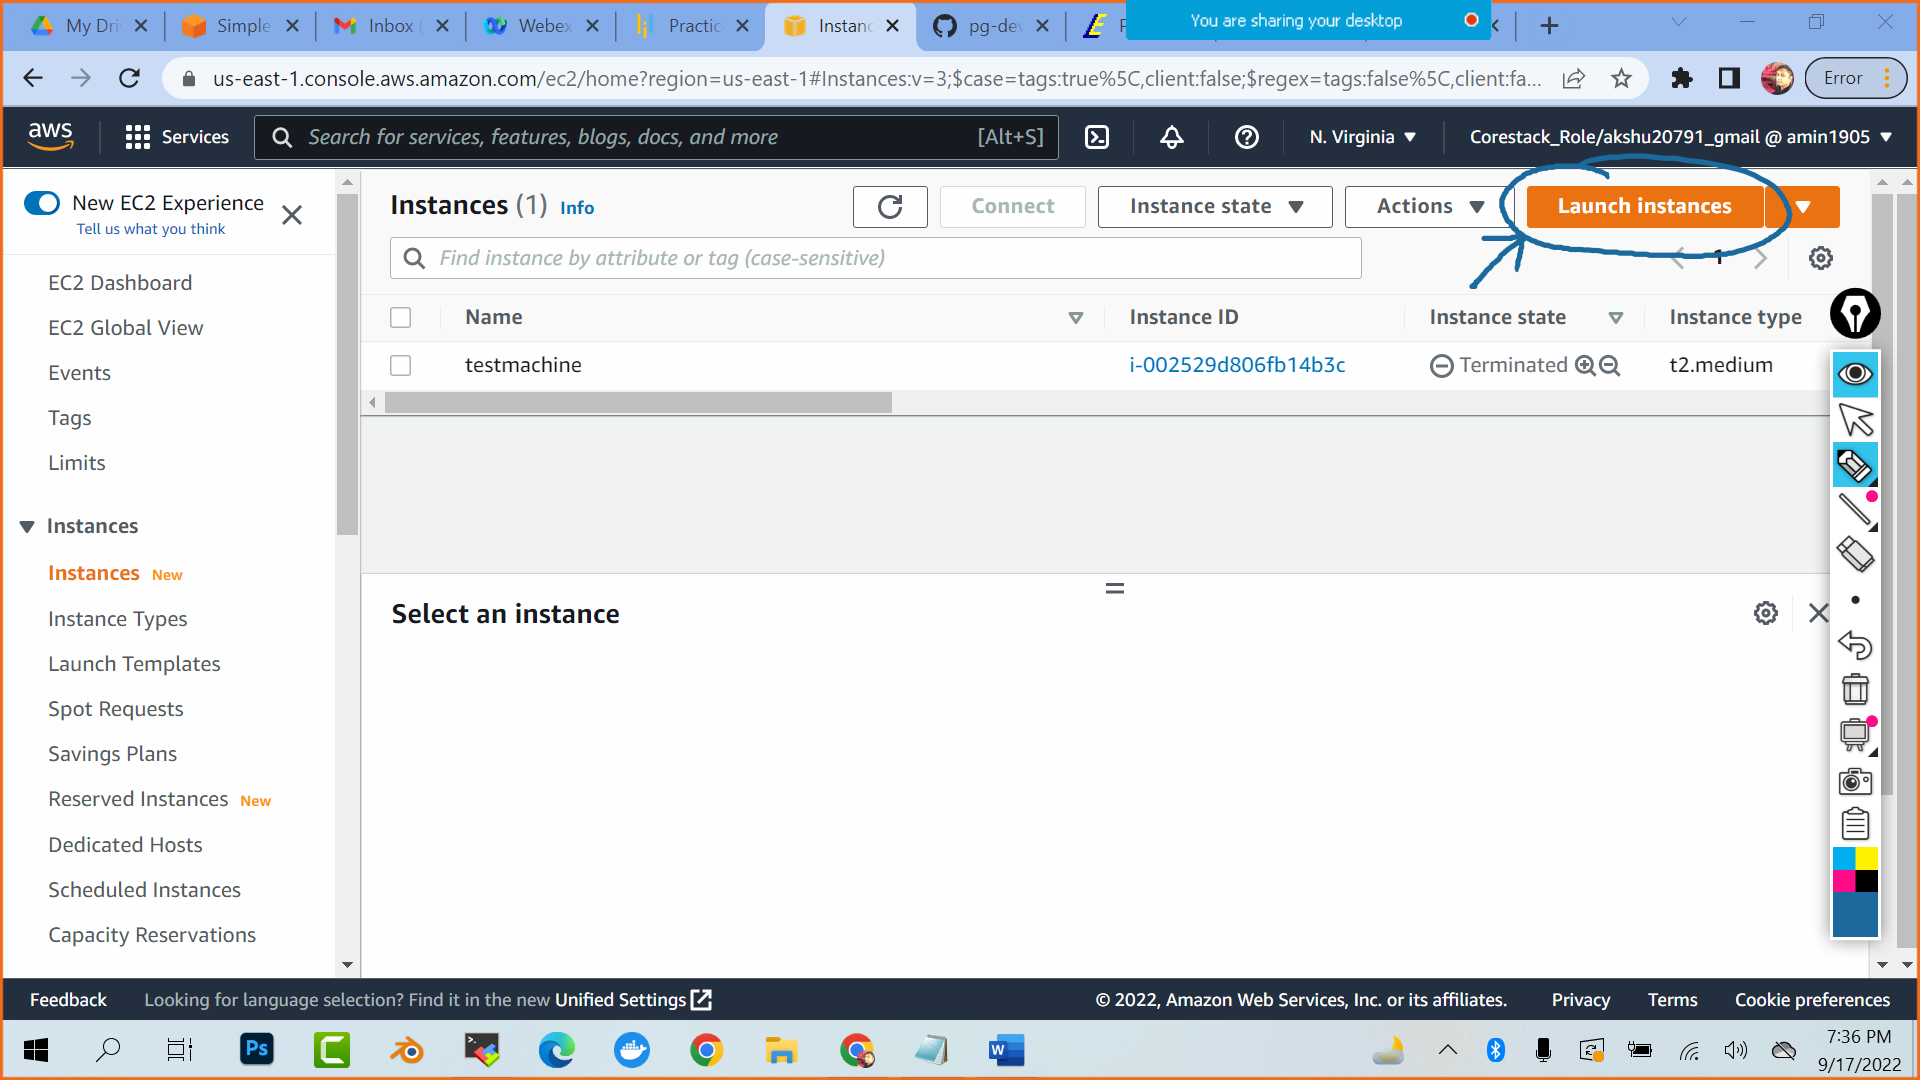 My Dri
Simple
Inbox (
Webex
Practic
Instanc
pg-dev
You are sharing your desktop
us-east-1.console.aws.amazon.com/ec2/home?region=us-east-1#Instances:v=3;$case=tags:true%5C,client:false;$regex=tags:false%5C,client:fa...
Error
aws
Services
Search for services, features, blogs, docs, and more
[Alt+S]
N. Virginia
Corestack_Role/akshu20791_gmail @ amin1905
New EC2 Experience
Tell us what you think
EC2 Dashboard
EC2 Global View
Events
Tags
Limits
Instances
Instances New
Instance Types
Launch Templates
Spot Requests
Savings Plans
Reserved Instances New
Dedicated Hosts
Scheduled Instances
Capacity Reservations
Instances (1) Info
Connect
Instance state
Actions
Launch instances
Find instance by attribute or tag (case-sensitive)
1
Name
Instance ID
Instance state
Instance type
testmachine
i-002529d806fb14b3c
Terminated
t2.medium
Select an instance
Feedback
Looking for language selection? Find it in the new Unified Settings
© 2022, Amazon Web Services, Inc. or its affiliates.
Privacy
Terms
Cookie preferences
Ps
C
W
7:36 PM
9/17/2022